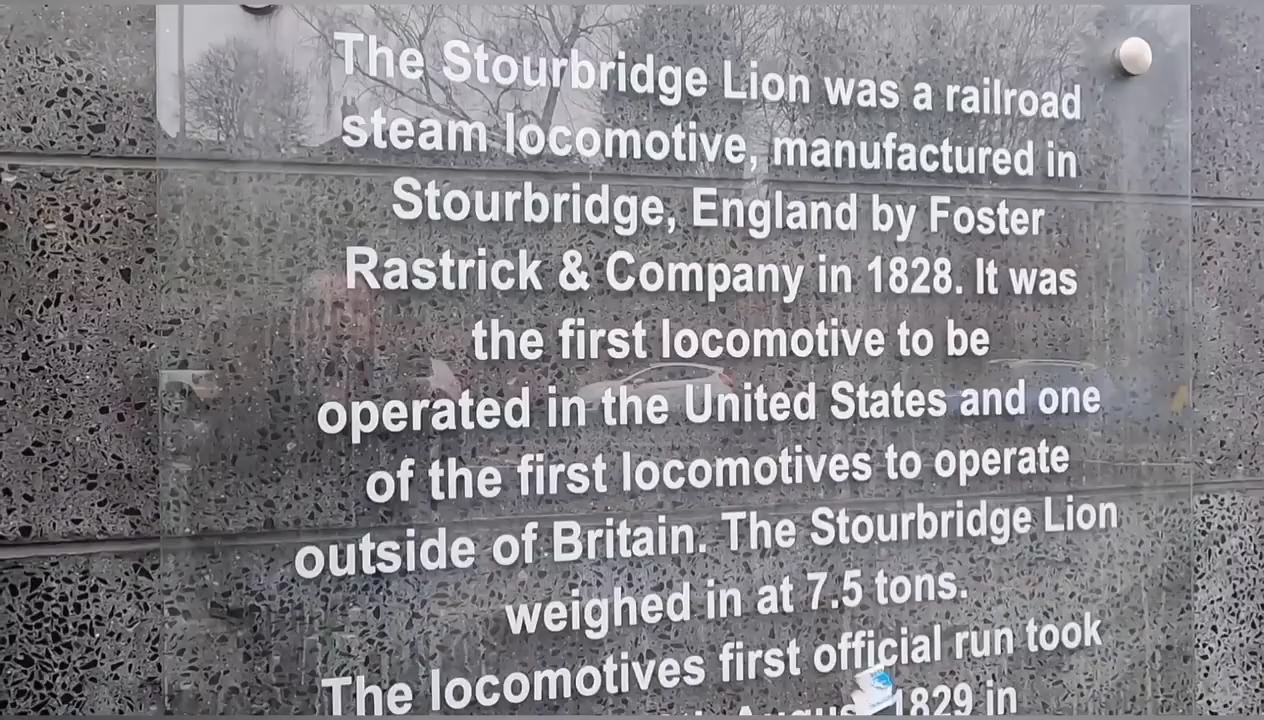 The Stourbridge Lion was a railroad
steam locomotive, manufactured in
Stourbridge, England by Foster
Rastrick & Company in 1828. It was
the first locomotive to be
operated in the United States and one
of the first locomotives to operate
outside of Britain. The Stourbridge Lion
weighed in at 7.5 tons.
The locomotives first official run took
1829 in